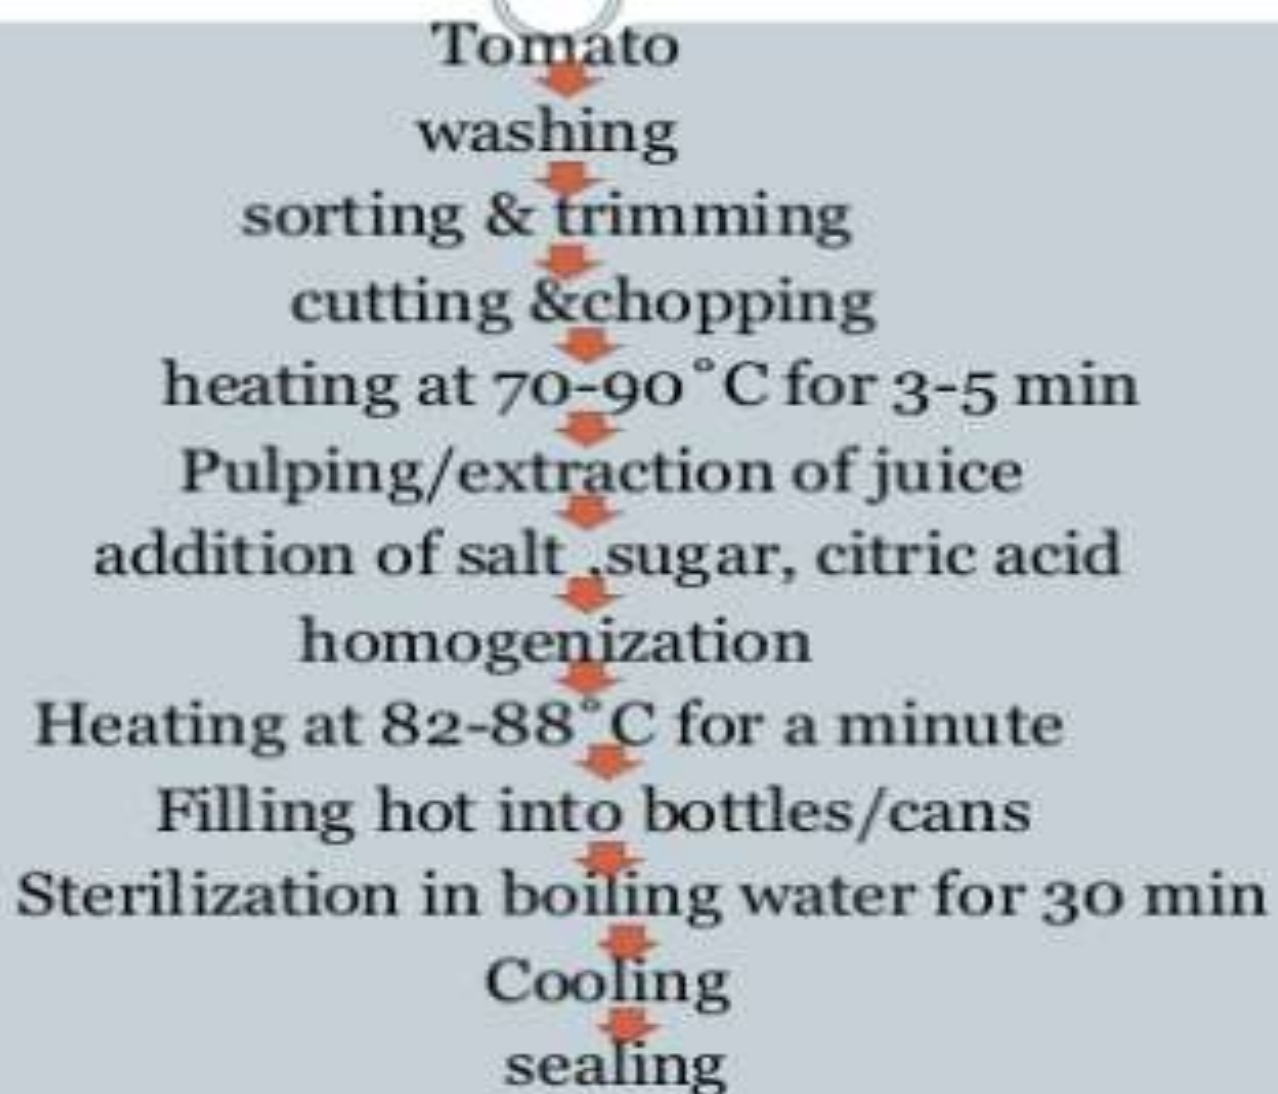 Tomato
washing
sorting & trimming
cutting &chopping
heating at 70-90˚C for 3-5 min
Pulping/extraction of juice
addition of salt ,sugar, citric acid
homogenization
Heating at 82-88˚C for a minute
Filling hot into bottles/cans
Sterilization in boiling water for 30 min
Cooling
sealing